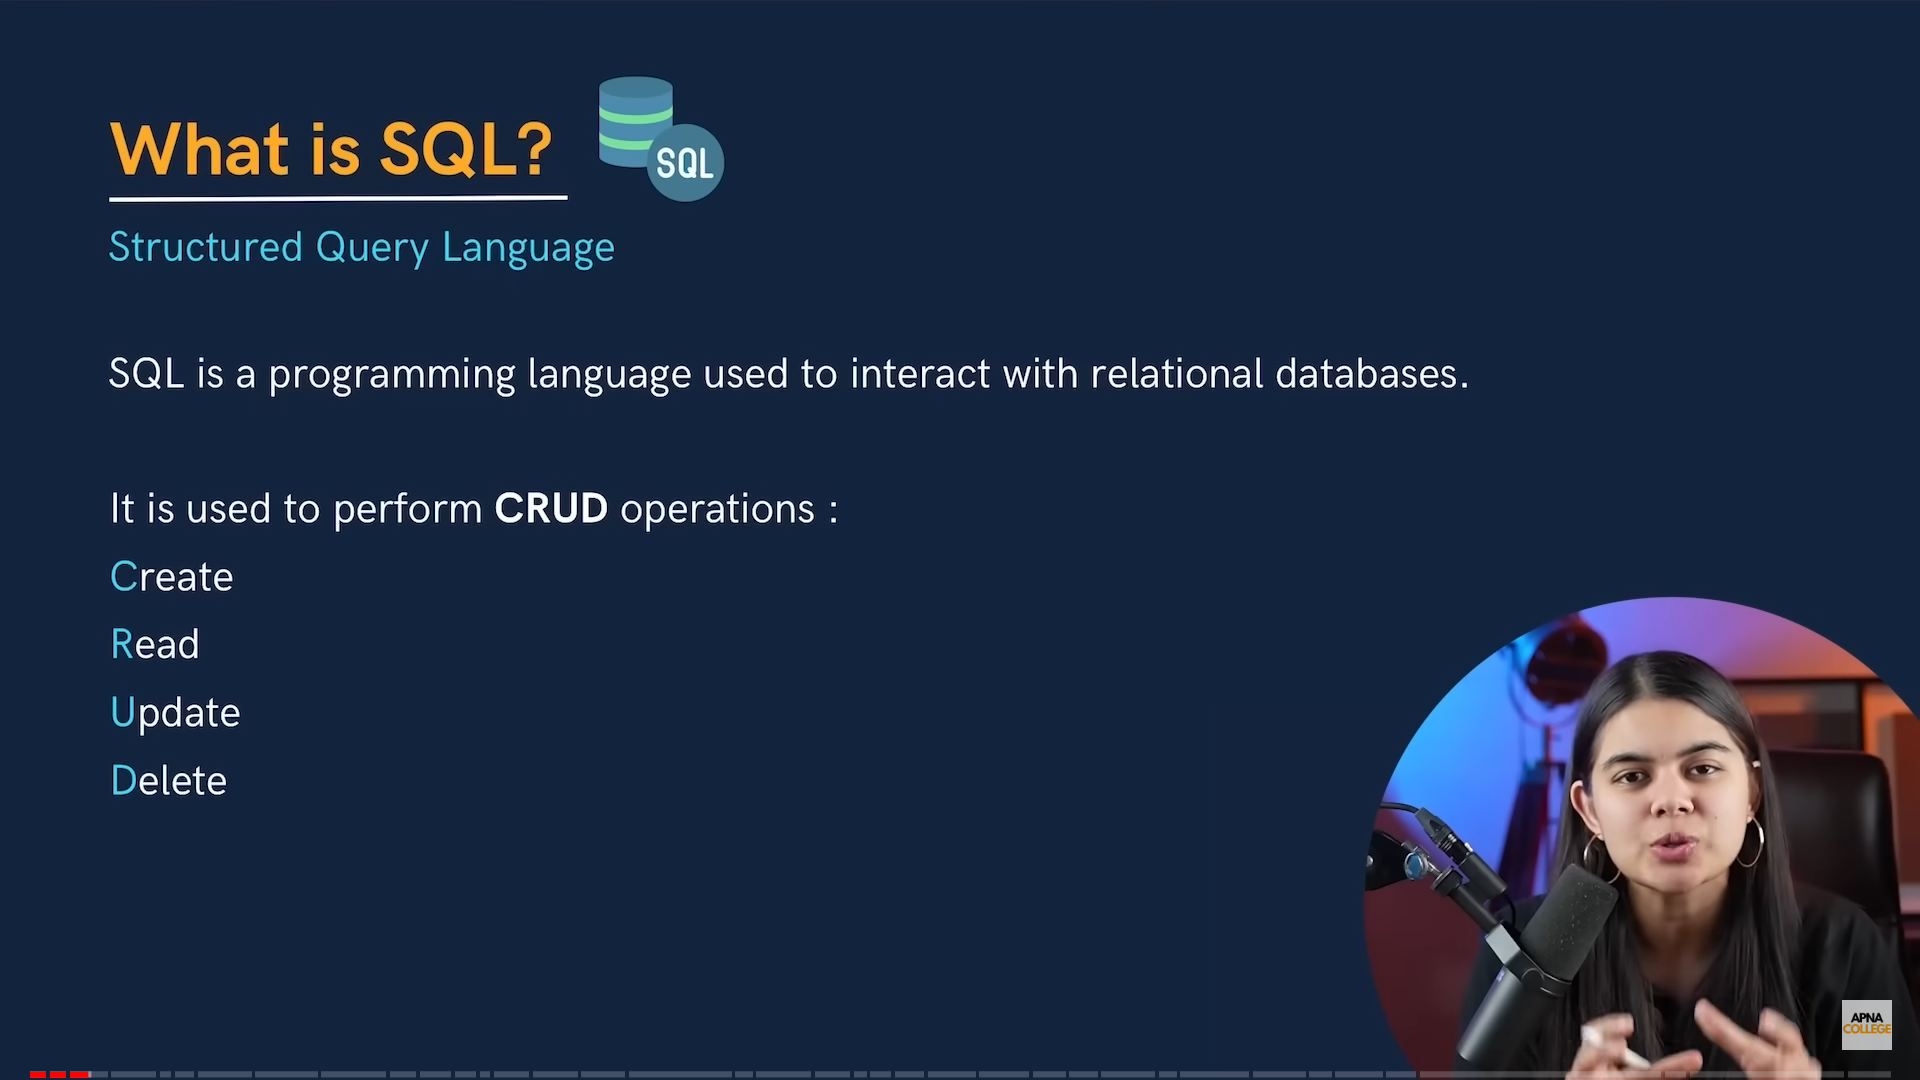 What is SQL?
SQL
Structured Query Language
SQL is a programming language used to interact with relational databases.
It is used to perform CRUD operations :
Create
Read
Update
Delete
APNA
COLLEGE